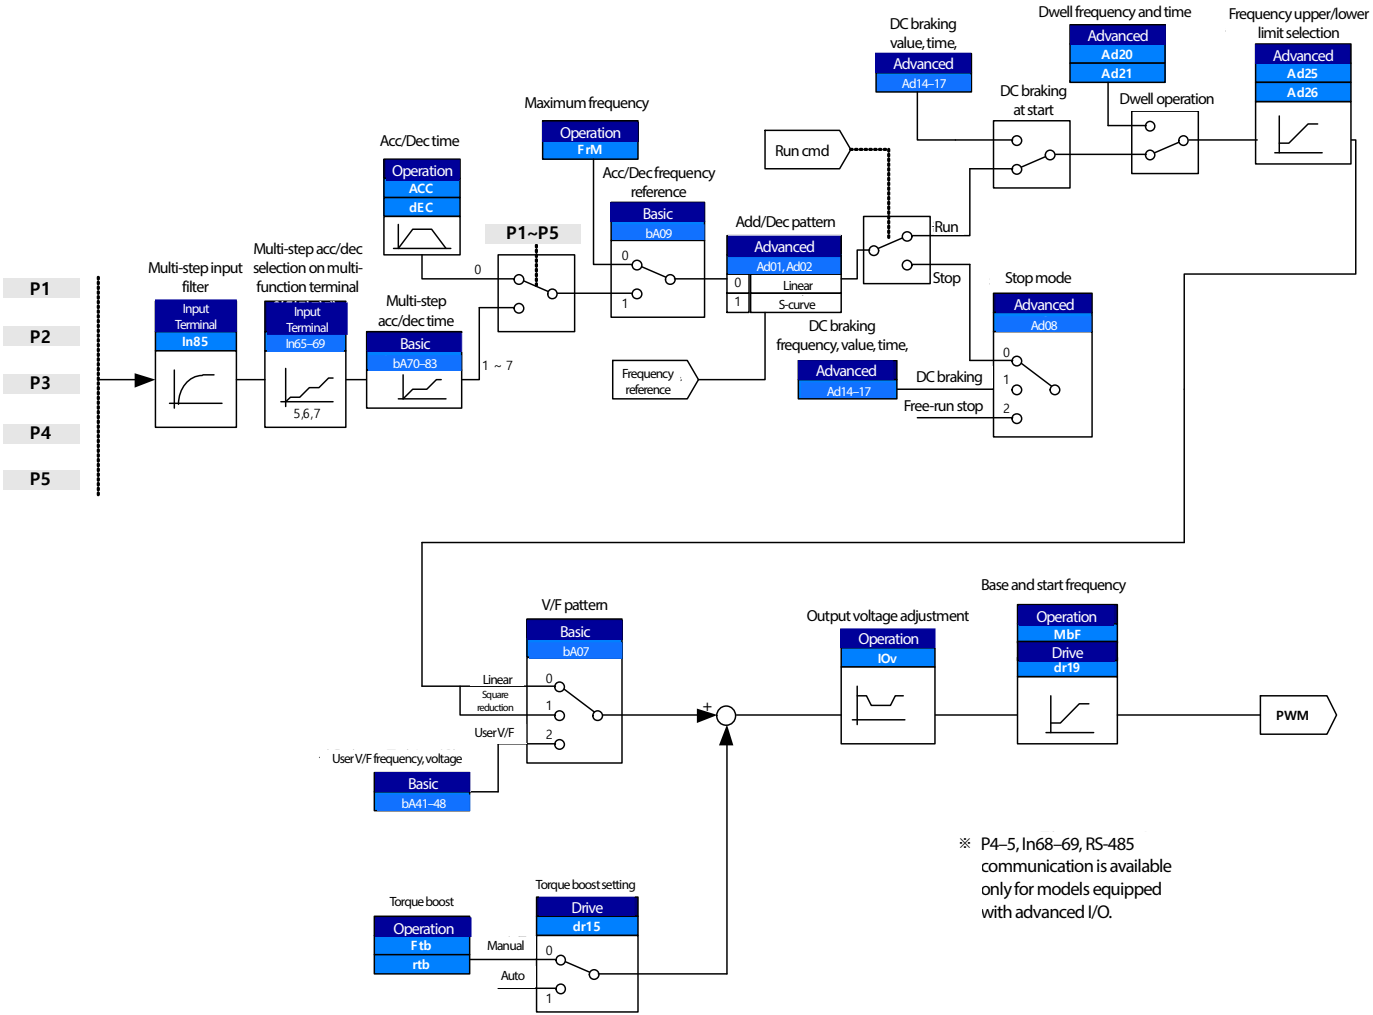 DC braking
value, time,
Advanced
Ad14–17
Dwell frequency and time
Advanced
Ad20
Ad21
Frequency upper/lower
limit selection
Advanced
Ad25
Ad26
DC braking
at start
Dwell operation
Maximum frequency
Operation
FrM
Run cmd
Acc/Dec time
Operation
ACC
dEC
Acc/Dec frequency
reference
Basic
bA09
0
1
P1~P5
0
1 ~ 7
Add/Dec pattern
Advanced
Ad01, Ad02
0 Linear
1 S-curve
Run
Stop
Multi-step input
filter
Input
Terminal
In85
Multi-step acc/dec
selection on multi-
function terminal
Input
Terminal
In65–69
5,6,7
Multi-step
acc/dec time
Basic
bA70–83
P1
P2
P3
P4
P5
Frequency
reference
DC braking
frequency, value, time,
Advanced
Ad14–17
Stop mode
Advanced
Ad08
0
DC braking 1
Free-run stop 2
V/F pattern
Basic
bA07
Linear 0
Square
reduction 1
User V/F 2
User V/F frequency, voltage
Basic
bA41–48
+
Output voltage adjustment
Operation
IOv
Base and start frequency
Operation
MbF
Drive
dr19
PWM
Torque boost
Operation
Ftb
rtb
Torque boost setting
Drive
dr15
Manual 0
Auto 1
※ P4–5, In68–69, RS-485
communication is available
only for models equipped
with advanced I/O.